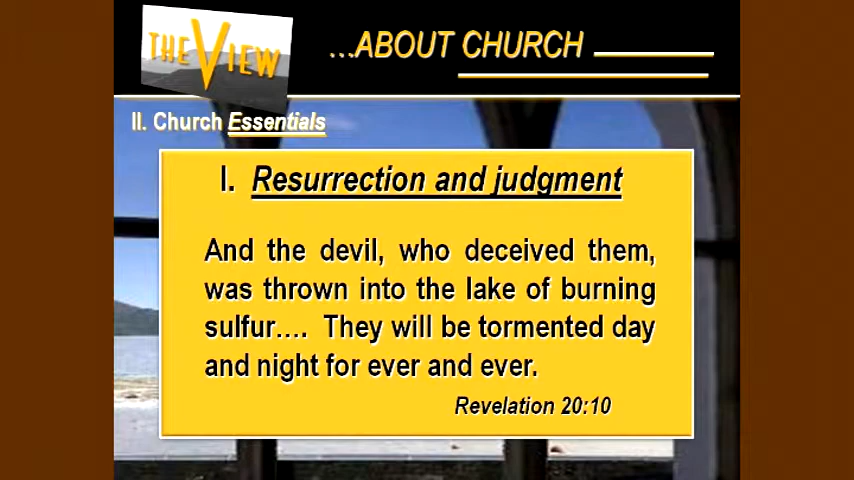 THE VIEW
...ABOUT CHURCH
II. Church Essentials
I. Resurrection and judgment
And the devil, who deceived them,
was thrown into the lake of burning
sulfur.... They will be tormented day
and night for ever and ever.
Revelation 20:10